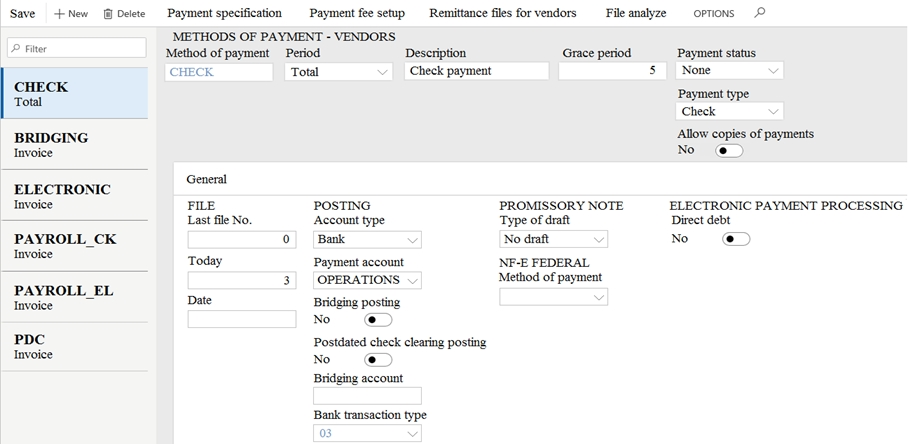 Save + New Delete Payment specification Payment fee setup Remittance files for vendors File analyze OPTIONS
Filter
CHECK
Total
BRIDGING
Invoice
ELECTRONIC
Invoice
PAYROLL_CK
Invoice
PAYROLL_EL
Invoice
PDC
Invoice
METHODS OF PAYMENT - VENDORS
Method of payment Period Description Grace period Payment status
CHECK Total Check payment 5 None
Payment type
Check
Allow copies of payments
No
General
FILE
Last file No.
0
Today
3
Date
POSTING
Account type
Bank
Payment account
OPERATIONS
Bridging posting
No
Postdated check clearing posting
No
Bridging account
Bank transaction type
03
PROMISSORY NOTE
Type of draft
No draft
NF-E FEDERAL
Method of payment
ELECTRONIC PAYMENT PROCESSING
Direct debt
No